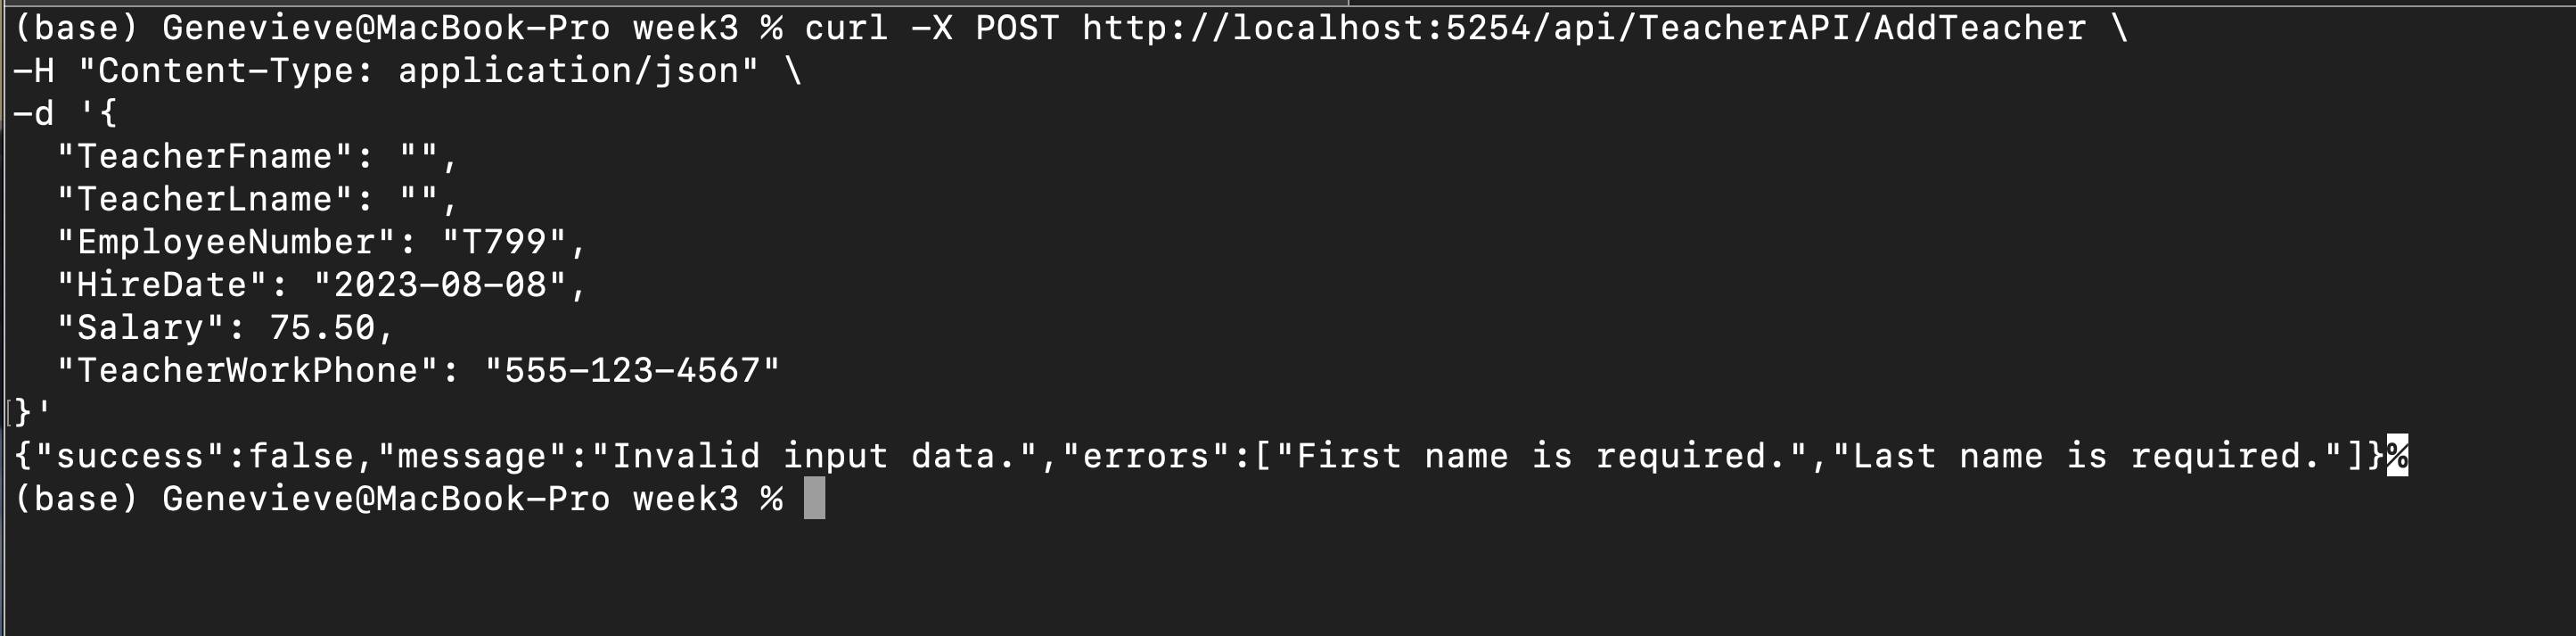 (base) Genevieve@MacBook-Pro week3 % curl -X POST http://localhost:5254/api/TeacherAPI/AddTeacher \
-H "Content-Type: application/json" \
-d '{
  "TeacherFname": "",
  "TeacherLname": "",
  "EmployeeNumber": "T799",
  "HireDate": "2023-08-08",
  "Salary": 75.50,
  "TeacherWorkPhone": "555-123-4567"
}'
{"success":false,"message":"Invalid input data.","errors":["First name is required.","Last name is required."]}%
(base) Genevieve@MacBook-Pro week3 %